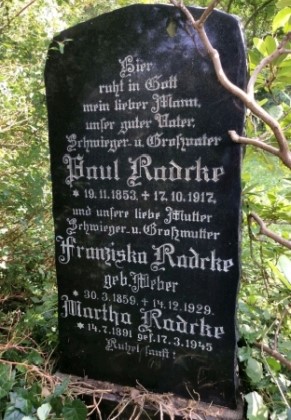 Hier
ruht in Gott
mein lieber Mann,
unser guter Vater,
Schwieger- u. Großvater
Paul Radtke
* 19.11.1853. + 17.10.1917,
und unsere liebe Mutter
Schwieger- u. Großmutter
Franziska Radtke
geb. Weber
* 30.3.1859. + 14.12.1929.
Martha Radtke
* 14.7.1891 gef. 17.3.1945
Ruhet sanft!